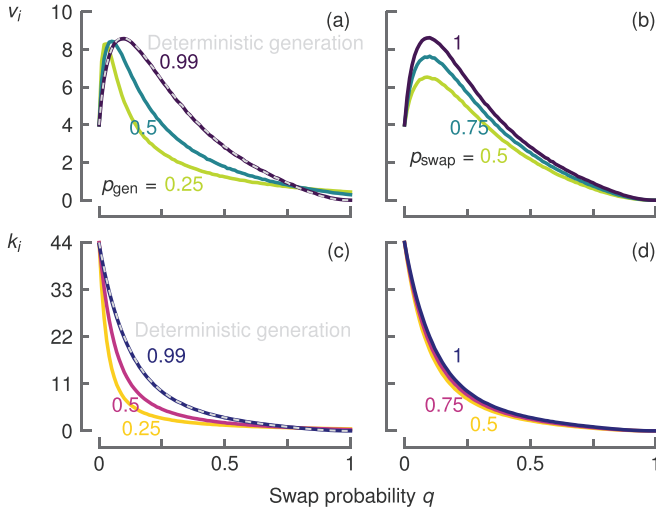 v_i
10
8
6
4
2
0
(a)
Deterministic generation
0.99
0.5
p_gen = 0.25
(b)
1
0.75
p_swap = 0.5
k_i
44
33
22
11
0
(c)
Deterministic generation
0.99
0.5
0.25
(d)
1
0.75
0.5
0
0.5
1
0
0.5
1
Swap probability q